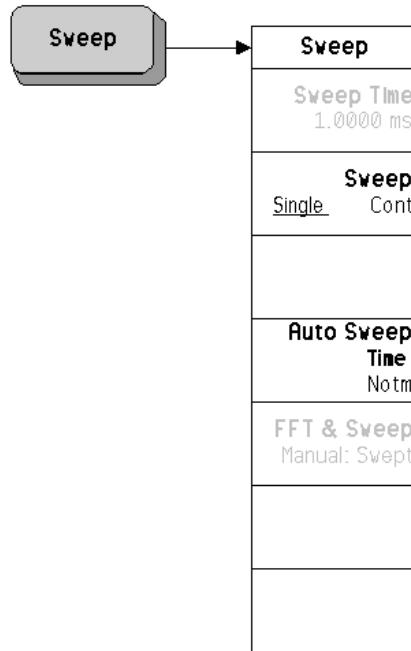 Sweep
Sweep
Sweep Time
1.0000 ms
Sweep
Single Cont
Auto Sweep
Time
Notm
FFT & Sweep
Manual: Swept